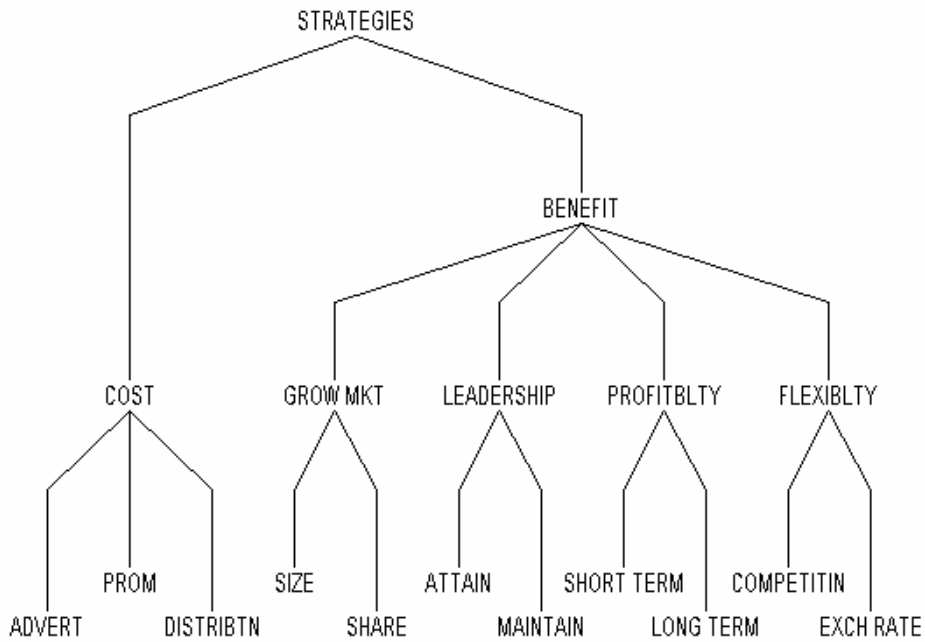 STRATEGIES
BENEFIT
COST GROW MKT LEADERSHIP PROFITBLTY FLEXIBLTY
PROM SIZE ATTAIN SHORT TERM COMPETITIN
ADVERT DISTRIBTN SHARE MAINTAIN LONG TERM EXCH RATE